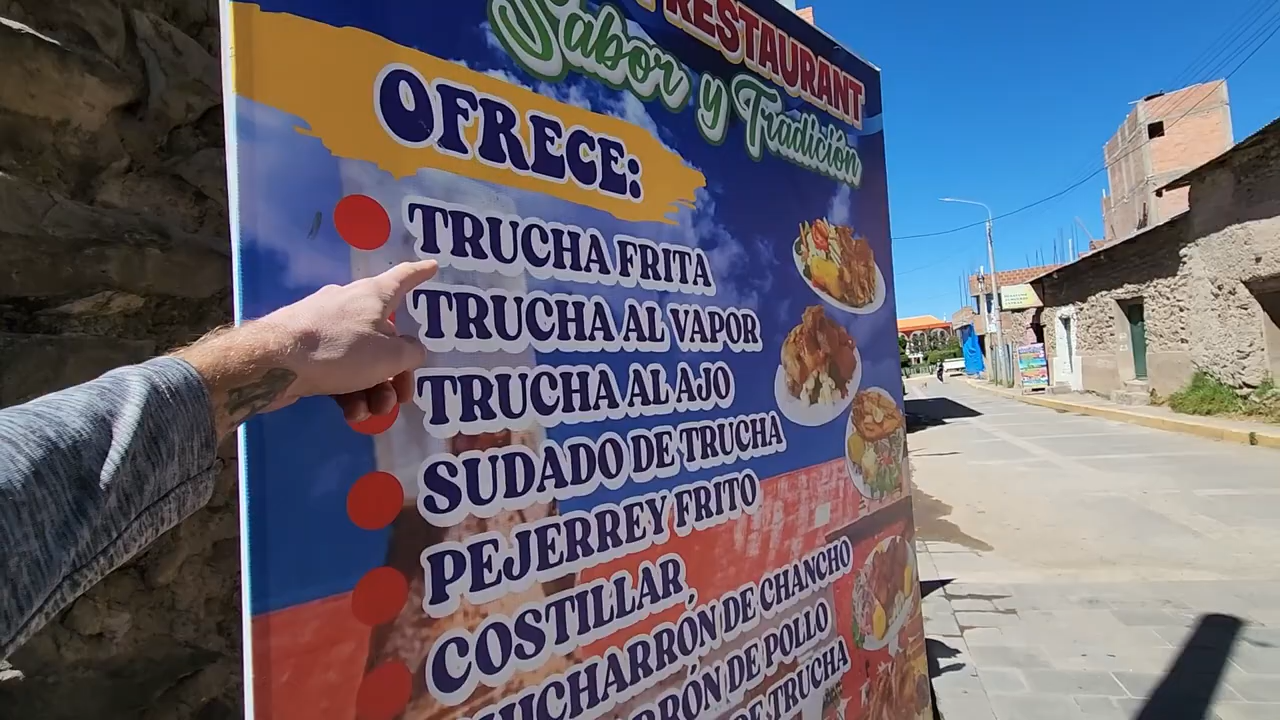 RESTAURANT
Sabor y Tradición
OFRECE:
TRUCHA FRITA
TRUCHA AL VAPOR
TRUCHA AL AJO
SUDADO DE TRUCHA
PEJERREY FRITO
COSTILLAR
CHICHARRÓN DE CHANCHO
DE POLLO
DE TRUCHA